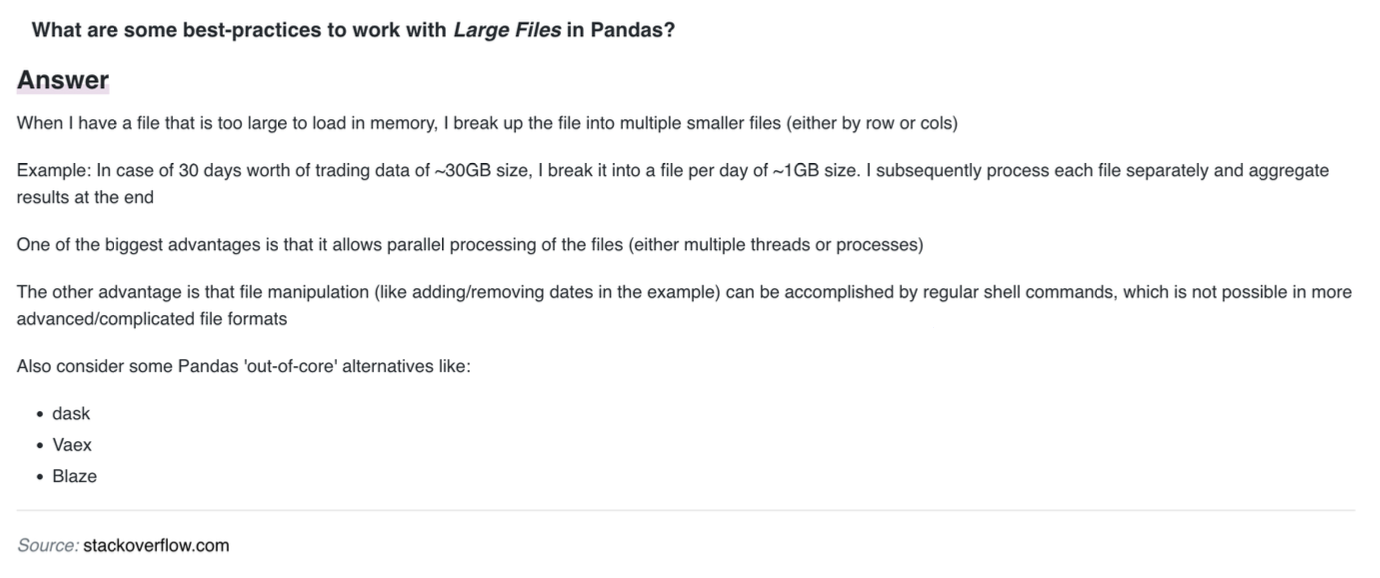 What are some best-practices to work with Large Files in Pandas?
Answer
When I have a file that is too large to load in memory, I break up the file into multiple smaller files (either by row or cols)
Example: In case of 30 days worth of trading data of ~30GB size, I break it into a file per day of ~1GB size. I subsequently process each file separately and aggregate
results at the end
One of the biggest advantages is that it allows parallel processing of the files (either multiple threads or processes)
The other advantage is that file manipulation (like adding/removing dates in the example) can be accomplished by regular shell commands, which is not possible in more
advanced/complicated file formats
Also consider some Pandas 'out-of-core' alternatives like:
• dask
• Vaex
• Blaze
Source: stackoverflow.com